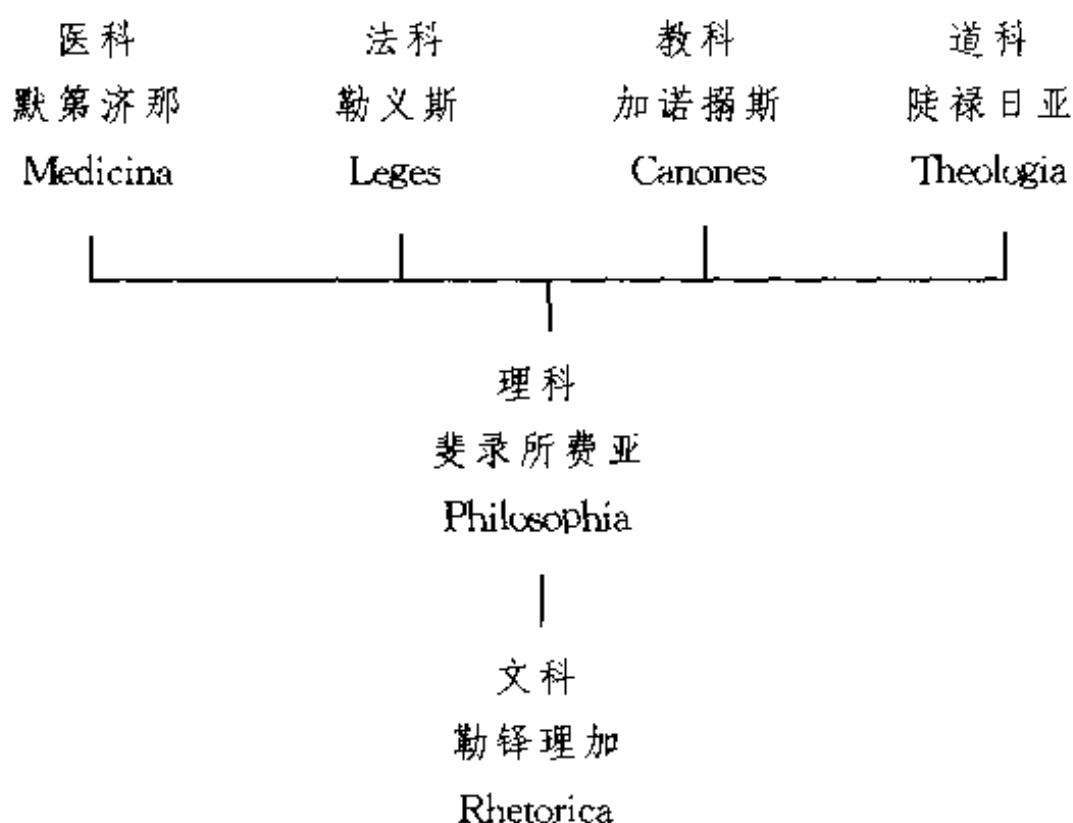 医科 法科 教科 道科
默第济那 勒义斯 加诺搦斯 陡禄日亚
Medicina Leges Canones Theologia
理科
斐录所费亚
Philosophia
文科
勒铎理加
Rhetorica